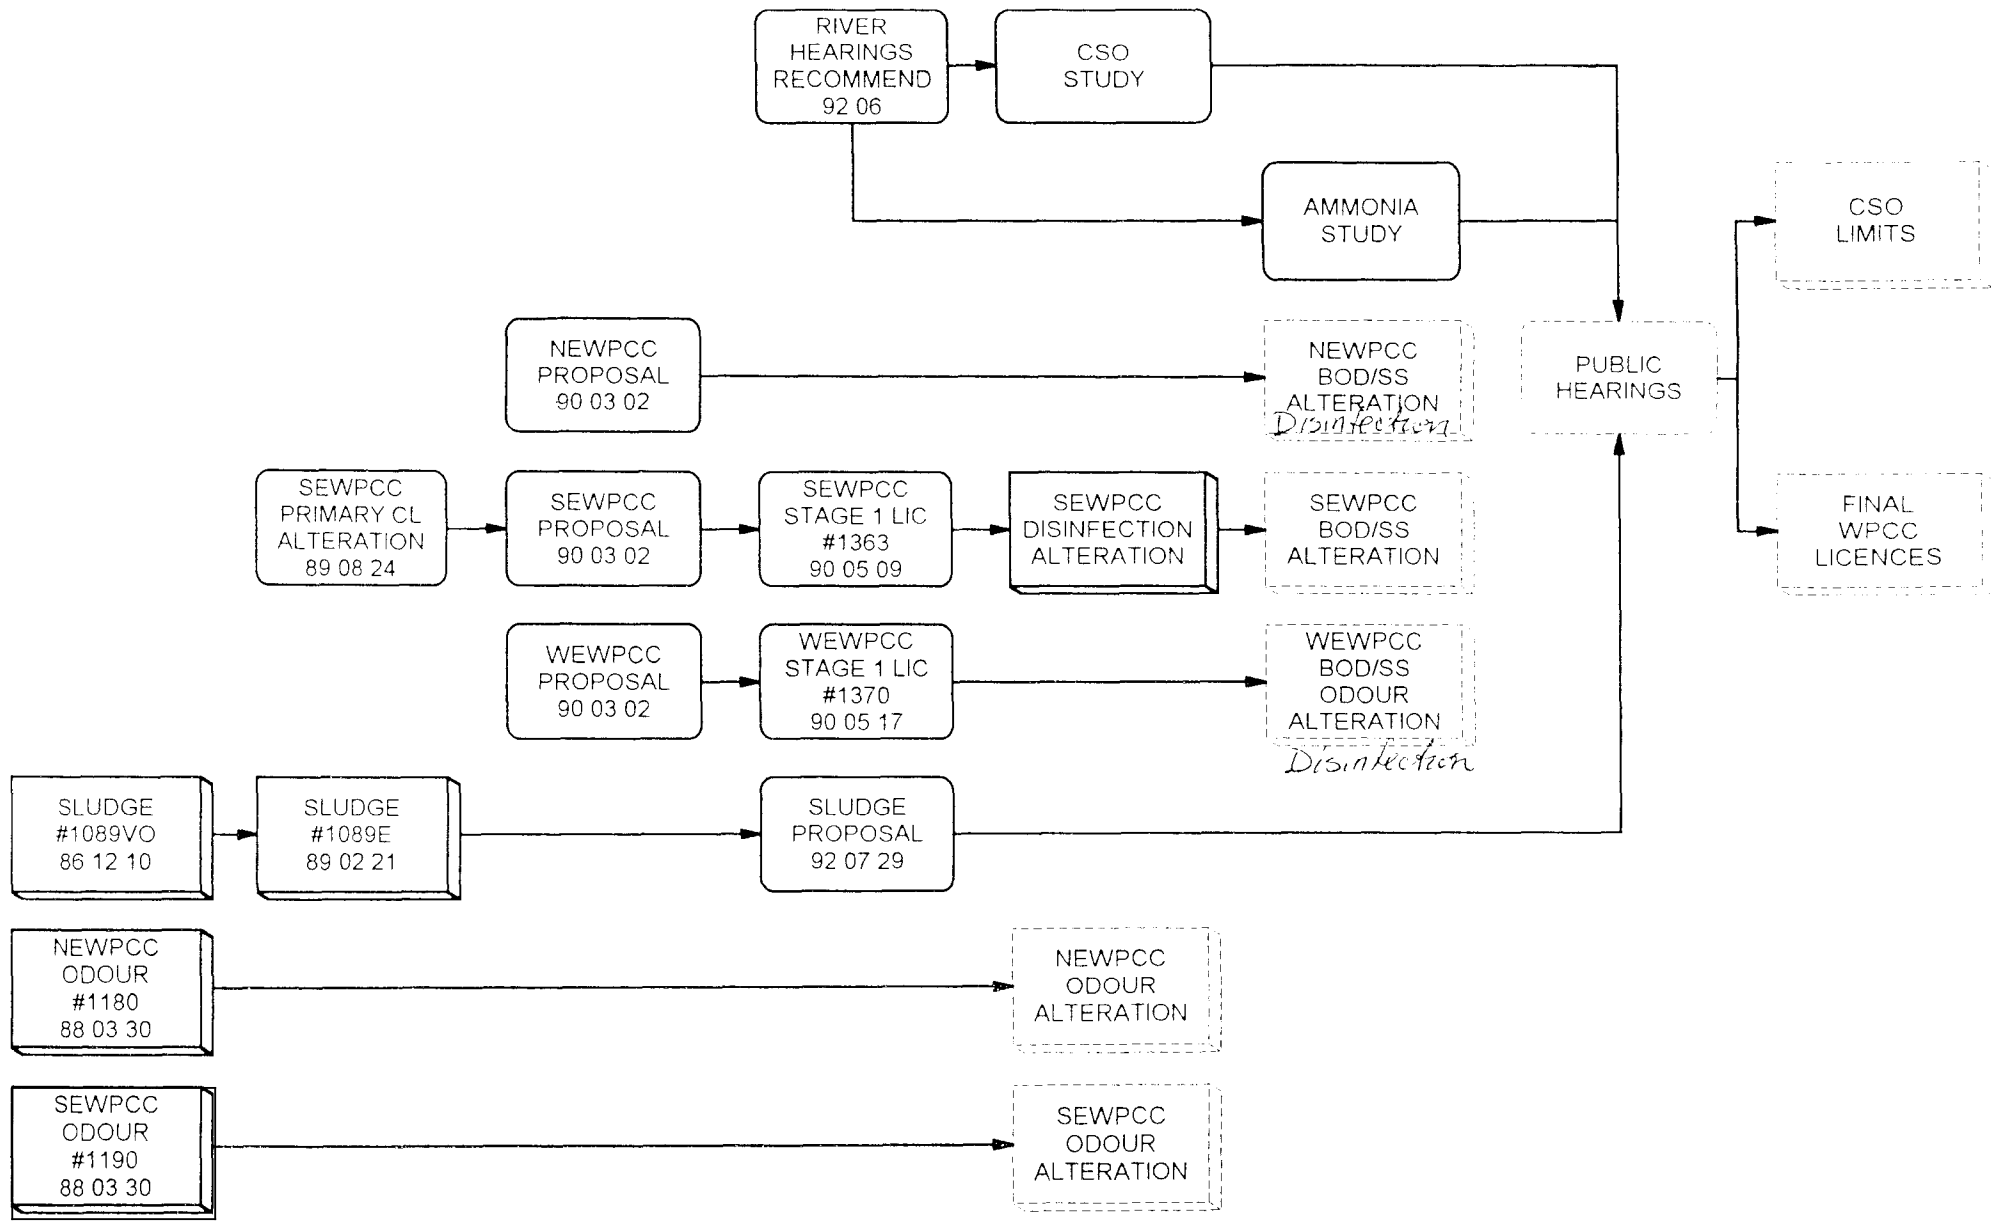 RIVER
HEARINGS
RECOMMEND
92 06
CSO
STUDY
AMMONIA
STUDY
CSO
LIMITS
NEWPCC
PROPOSAL
90 03 02
NEWPCC
BOD/SS
ALTERATION
Disinfection
PUBLIC
HEARINGS
SEWPCC
PRIMARY CL
ALTERATION
89 08 24
SEWPCC
PROPOSAL
90 03 02
SEWPCC
STAGE 1 LIC
#1363
90 05 09
SEWPCC
DISINFECTION
ALTERATION
SEWPCC
BOD/SS
ALTERATION
FINAL
WPCC
LICENCES
WEWPCC
PROPOSAL
90 03 02
WEWPCC
STAGE 1 LIC
#1370
90 05 17
WEWPCC
BOD/SS
ODOUR
ALTERATION
Disinfection
SLUDGE
#1089VO
86 12 10
SLUDGE
#1089E
89 02 21
SLUDGE
PROPOSAL
92 07 29
NEWPCC
ODOUR
#1180
88 03 30
NEWPCC
ODOUR
ALTERATION
SEWPCC
ODOUR
#1190
88 03 30
SEWPCC
ODOUR
ALTERATION